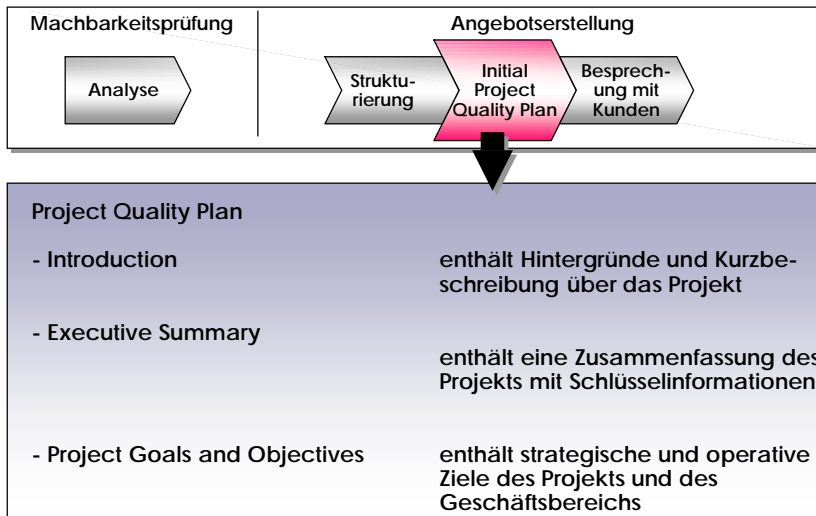 Machbarkeitsprüfung
Angebotserstellung
Analyse
Struktu-
rierung
Initial
Project
Quality Plan
Besprech-
ung mit
Kunden
Project Quality Plan
- Introduction
enthält Hintergründe und Kurzbe-
schreibung über das Projekt
- Executive Summary
enthält eine Zusammenfassung des
Projekts mit Schlüsselinformationen
- Project Goals and Objectives
enthält strategische und operative
Ziele des Projekts und des
Geschäftsbereichs